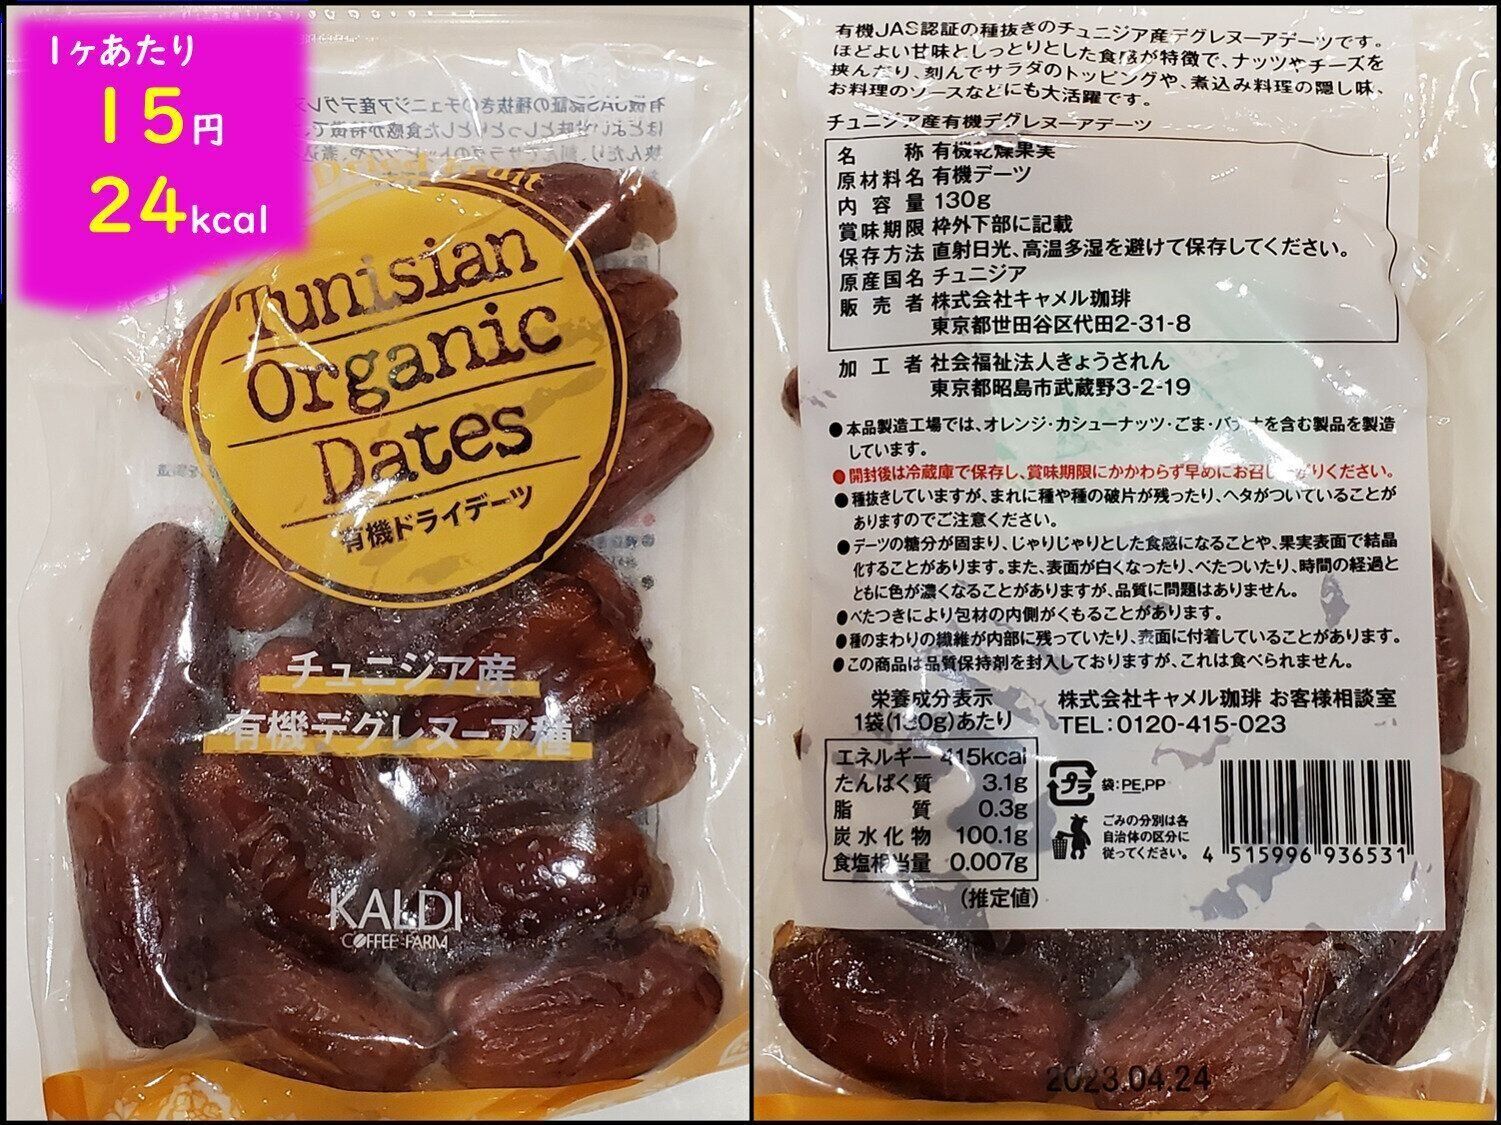 1ヶあたり
15円
24kcal
Tunisian
Organic
Dates
有機ドライデーツ
チュニジア産
有機デグレヌーア種
KALDI
COFFEE FARM
有機JAS認証の種抜きのチュニジア産デグレヌーアデーツです。
ほどよい甘味としっとりとした食感が特徴で、ナッツやチーズを
挟んだり、刻んでサラダのトッピングや、煮込み料理の隠し味、
お料理のソースなどにも大活躍です。
チュニジア産有機デグレヌーアデーツ
名称 有機乾燥果実
原材料名 有機デーツ
内容量 130g
賞味期限 枠外下部に記載
保存方法 直射日光、高温多湿を避けて保存してください。
原産国名 チュニジア
販売者 株式会社キャメル珈琲
東京都世田谷区代田2-31-8
加工者 社会福祉法人きょうされん
東京都昭島市武蔵野3-2-19
●本品製造工場では、オレンジ・カシューナッツ・ごま・バナナを含む製品を製造
しています。
●開封後は冷蔵庫で保存し、賞味期限にかかわらず早めにお召し上がりください。
●種抜きしていますが、まれに種や種の破片が残ったり、ヘタがついていることが
ありますのでご注意ください。
●デーツの糖分が固まり、じゃりじゃりとした食感になることや、果実表面で結晶
化することがあります。また、表面が白くなったり、べたついたり、時間の経過と
ともに色が濃くなることがありますが、品質に問題はありません。
●べたつきにより包材の内側がくもることがあります。
●種のまわりの繊維が内部に残っていたり、表面に付着していることがあります。
●この商品は品質保持剤を封入しておりますが、これは食べられません。
栄養成分表示
1袋(130g)あたり
エネルギー 415kcal
たんぱく質 3.1g
脂質 0.3g
炭水化物 100.1g
食塩相当量 0.007g
(推定値)
株式会社キャメル珈琲 お客様相談室
TEL:0120-415-023
プラ
袋:PE,PP
ごみの分別は各
自治体の区分に
従ってください。
4 515996 936531
2023.04.24